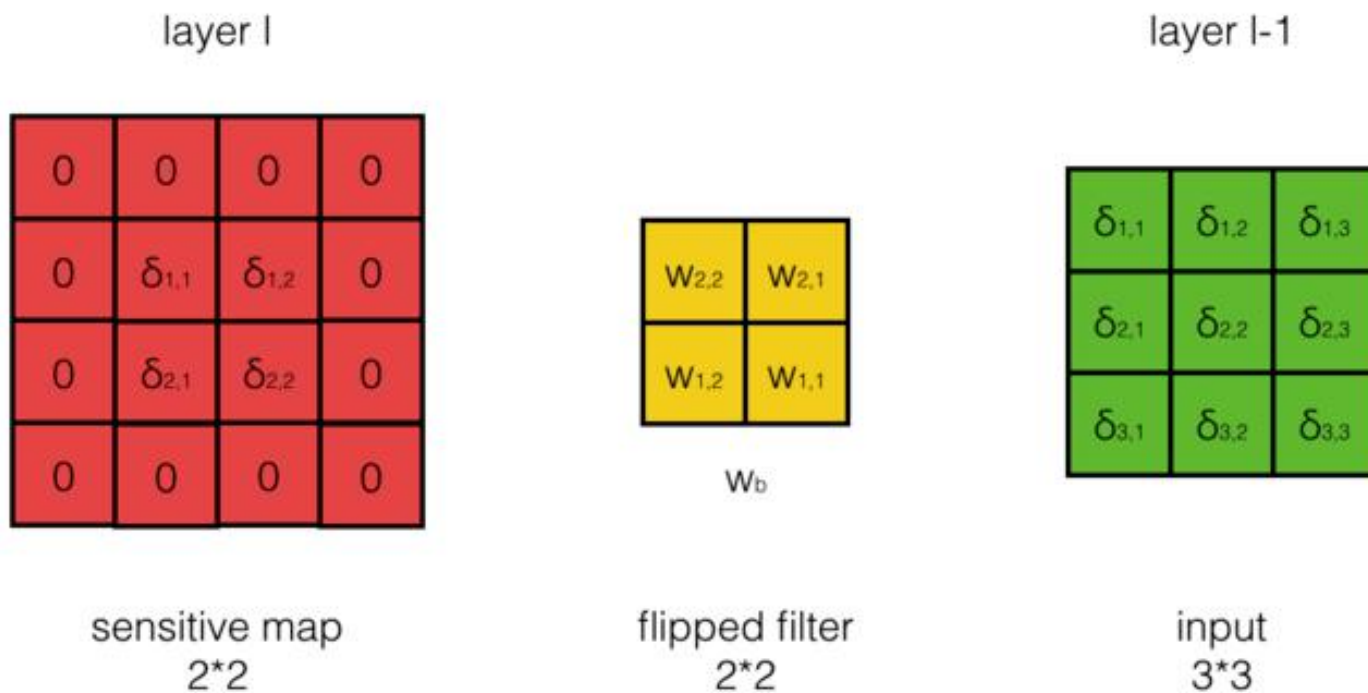 layer l
layer l-1
0 0 0 0
0 δ1,1 δ1,2 0
0 δ2,1 δ2,2 0
0 0 0 0
w2,2 w2,1
w1,2 w1,1
wb
δ1,1 δ1,2 δ1,3
δ2,1 δ2,2 δ2,3
δ3,1 δ3,2 δ3,3
sensitive map
2*2
flipped filter
2*2
input
3*3